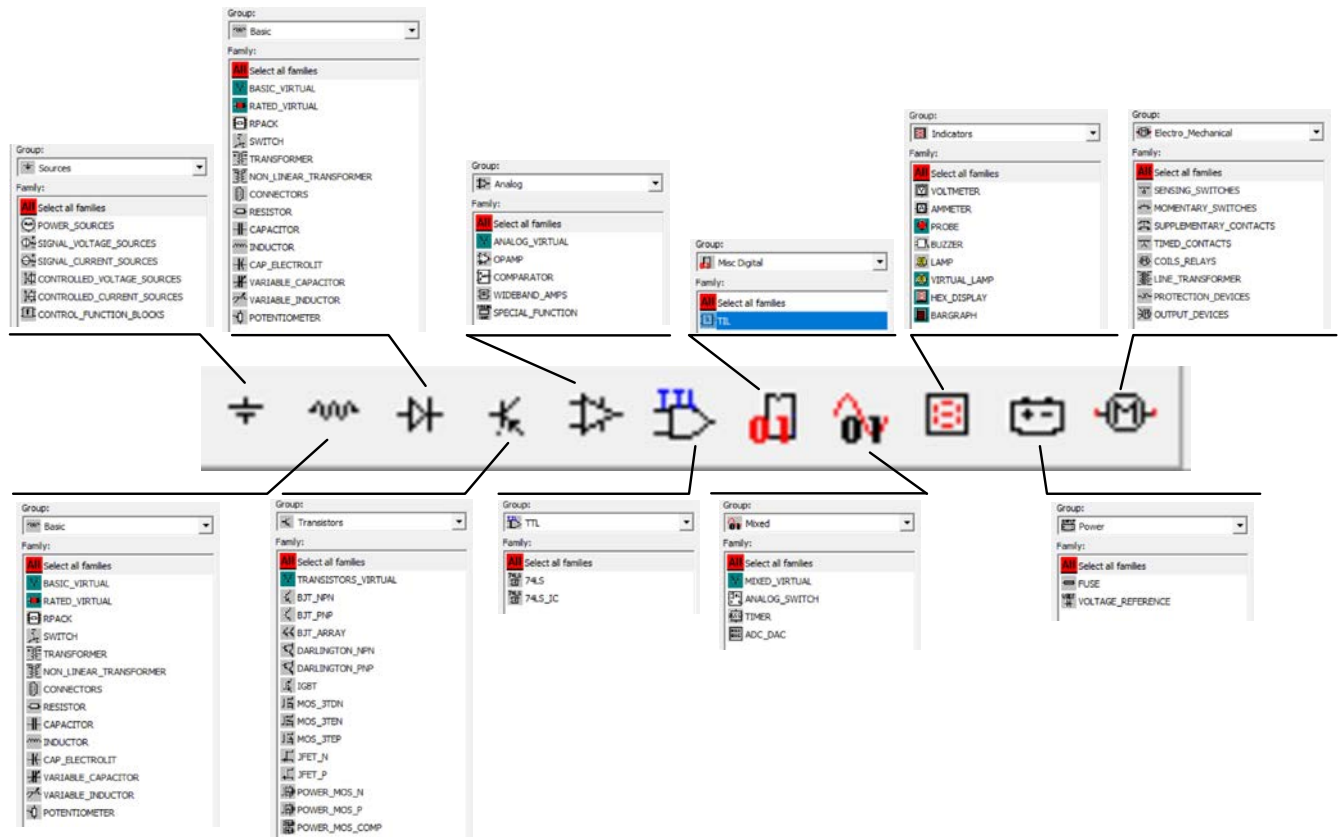 Group:
Sources
Family:
All Select all families
POWER_SOURCES
SIGNAL_VOLTAGE_SOURCES
SIGNAL_CURRENT_SOURCES
CONTROLLED_VOLTAGE_SOURCES
CONTROLLED_CURRENT_SOURCES
CONTROL_FUNCTION_BLOCKS
Group:
Basic
Family:
All Select all families
BASIC_VIRTUAL
RATED_VIRTUAL
RPACK
SWITCH
TRANSFORMER
NON_LINEAR_TRANSFORMER
CONNECTORS
RESISTOR
CAPACITOR
INDUCTOR
CAP_ELECTROLIT
VARIABLE_CAPACITOR
VARIABLE_INDUCTOR
POTENTIOMETER
Group:
Analog
Family:
All Select all families
ANALOG_VIRTUAL
OPAMP
COMPARATOR
WIDEBAND_AMPS
SPECIAL_FUNCTION
Group:
Misc Digital
Family:
All Select all families
TIL
Group:
Indicators
Family:
All Select all families
VOLTMETER
AMMETER
PROBE
BUZZER
LAMP
VIRTUAL_LAMP
HEX_DISPLAY
BARGRAPH
Group:
Electro_Mechanical
Family:
All Select all families
SENSING_SWITCHES
MOMENTARY_SWITCHES
SUPPLEMENTARY_CONTACTS
TIMED_CONTACTS
COILS_RELAYS
LINE_TRANSFORMER
PROTECTION_DEVICES
OUTPUT_DEVICES
TTL
01
01
M
Group:
Basic
Family:
All Select all families
BASIC_VIRTUAL
RATED_VIRTUAL
RPACK
SWITCH
TRANSFORMER
NON_LINEAR_TRANSFORMER
CONNECTORS
RESISTOR
CAPACITOR
INDUCTOR
CAP_ELECTROLIT
VARIABLE_CAPACITOR
VARIABLE_INDUCTOR
POTENTIOMETER
Group:
Transistors
Family:
All Select all families
TRANSISTORS_VIRTUAL
BJT_NPN
BJT_PNP
BJT_ARRAY
DARLINGTON_NPN
DARLINGTON_PNP
IGBT
MOS_3TDN
MOS_3TEN
MOS_3TEP
JFET_N
JFET_P
POWER_MOS_N
POWER_MOS_P
POWER_MOS_COMP
Group:
TTL
Family:
All Select all families
74LS
74LS_IC
Group:
Mixed
Family:
All Select all families
MIXED_VIRTUAL
ANALOG_SWITCH
TIMER
ADC_DAC
Group:
Power
Family:
All Select all families
FUSE
VOLTAGE_REFERENCE